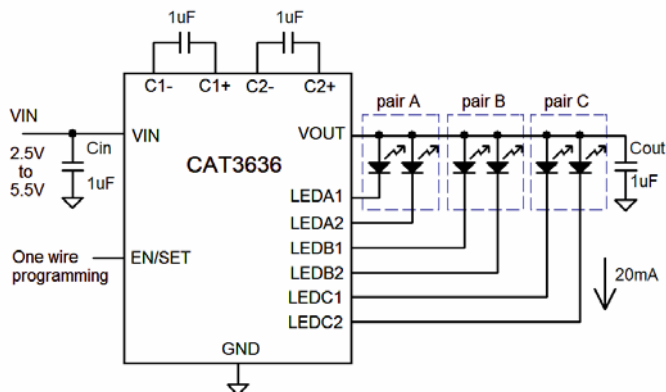 1uF
1uF
C1-
C1+
C2-
C2+
pair A
pair B
pair C
VIN
VIN
VOUT
Cin
Cout
CAT3636
2.5V
to
5.5V
1uF
1uF
LEDA1
LEDA2
LEDB1
One wire
programming
EN/SET
LEDB2
20mA
LEDC1
LEDC2
GND